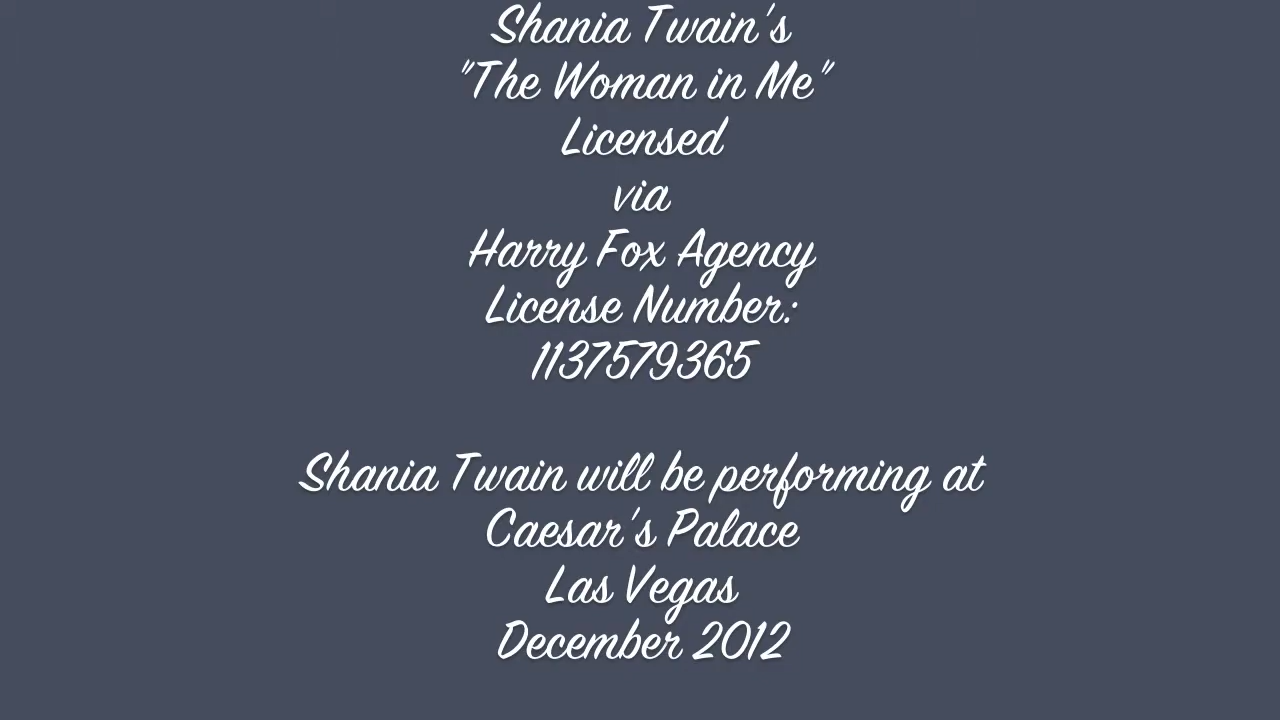 Shania Twain's
"The Woman in Me"
Licensed
via
Harry Fox Agency
License Number:
1137579365
Shania Twain will be performing at
Caesar's Palace
Las Vegas
December 2012